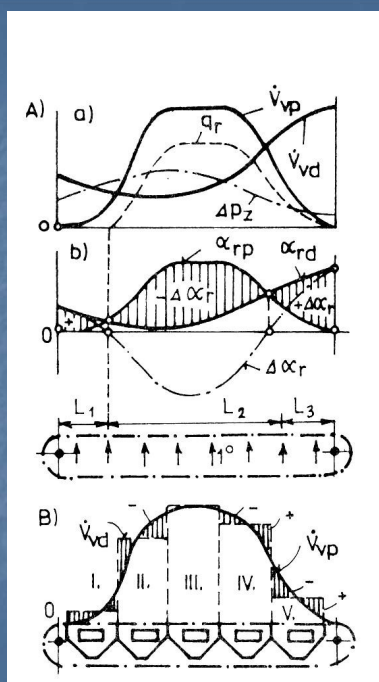 A) a)
V̇vp
qr
V̇vd
Δpz
0
b)
αrp
αrd
-Δαr
+Δαr
+
0
Δαr
L1 L2 L3
1°
B)
V̇vd
- - +
V̇vp
I. II. III. IV.
- +
V.
0